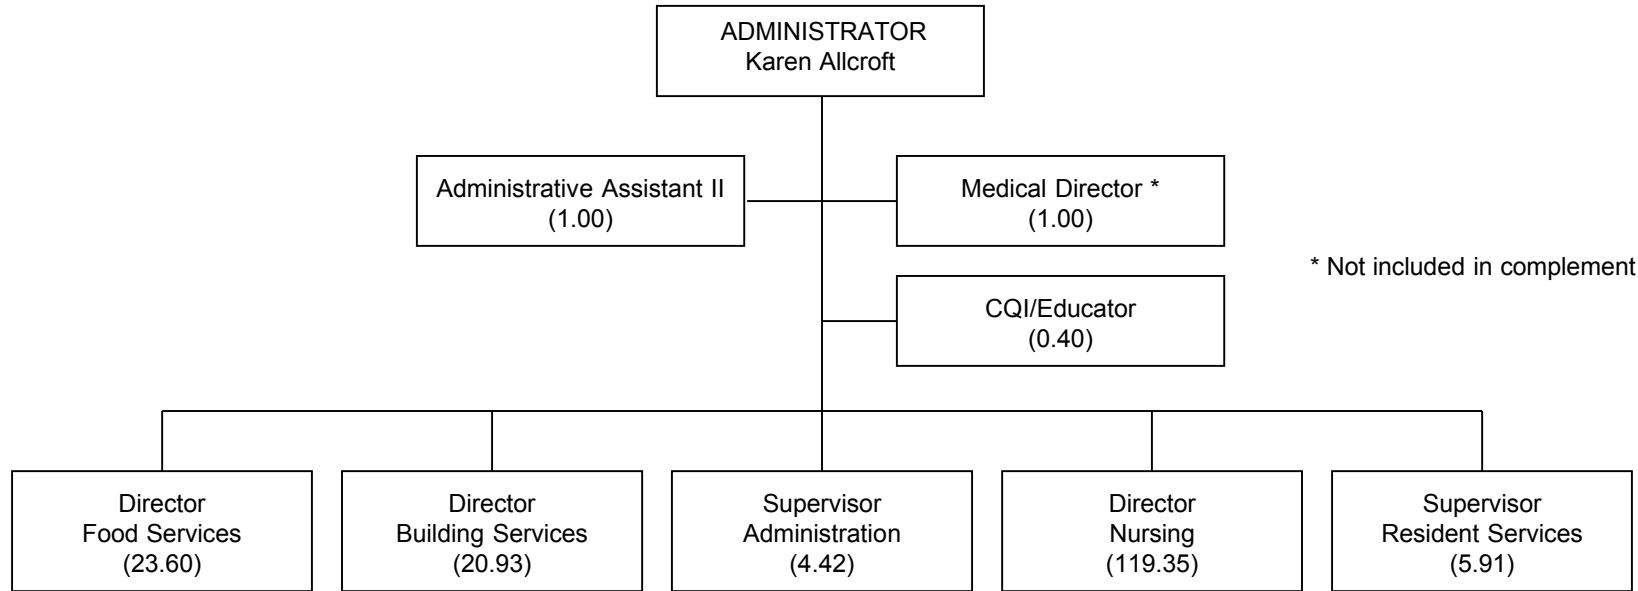 ADMINISTRATOR
Karen Allcroft
Administrative Assistant II
(1.00)
Medical Director *
(1.00)
* Not included in complement
CQI/Educator
(0.40)
Director
Food Services
(23.60)
Director
Building Services
(20.93)
Supervisor
Administration
(4.42)
Director
Nursing
(119.35)
Supervisor
Resident Services
(5.91)